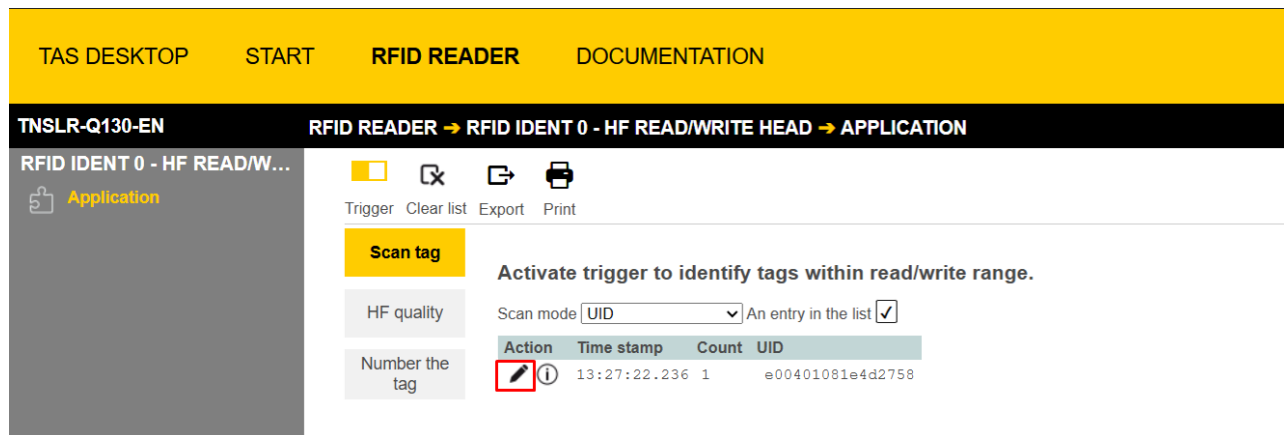 TAS DESKTOP START RFID READER DOCUMENTATION
TNSLR-Q130-EN RFID READER ➔ RFID IDENT 0 - HF READ/WRITE HEAD ➔ APPLICATION
RFID IDENT 0 - HF READ/W...
Application
Trigger Clear list Export Print
Scan tag
Activate trigger to identify tags within read/write range.
HF quality
Scan mode UID An entry in the list
Action Time stamp Count UID
Number the
tag
13:27:22.236 1 e00401081e4d2758